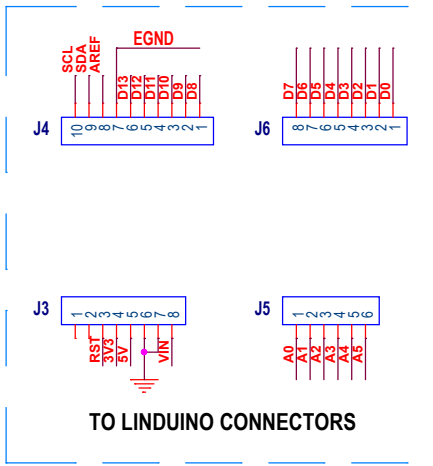 EGND
SCL
SDA
AREF
D13
D12
D11
D10
D9
D8
J4
10 9 8 7 6 5 4 3 2 1
D7
D6
D5
D4
D3
D2
D1
D0
J6
8 7 6 5 4 3 2 1
J3
1 2 3 4 5 6 7 8
RST
3V3
5V
VIN
J5
1 2 3 4 5 6
A0
A1
A2
A3
A4
A5
TO LINDUINO CONNECTORS